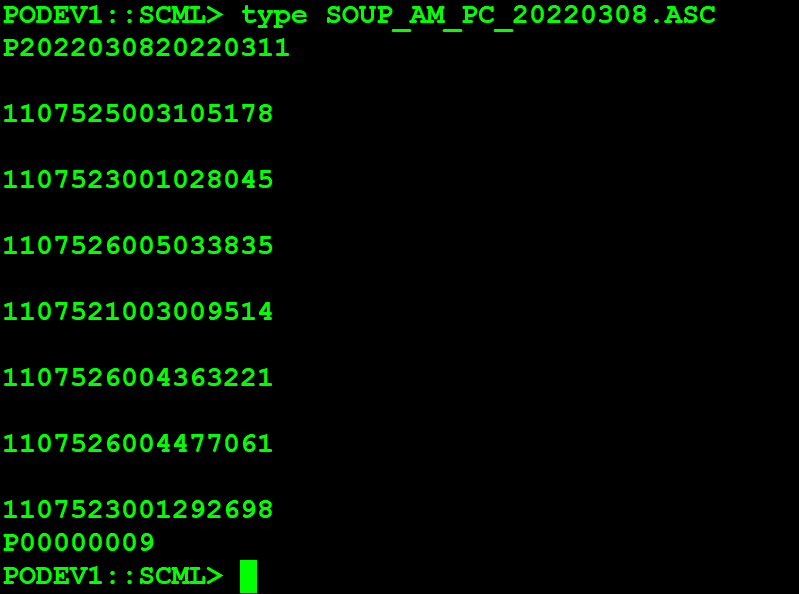 PODEV1::SCML> type SOUP_AM_PC_20220308.ASC
P2022030820220311
1107525003105178
1107523001028045
1107526005033835
1107521003009514
1107526004363221
1107526004477061
1107523001292698
P00000009
PODEV1::SCML>